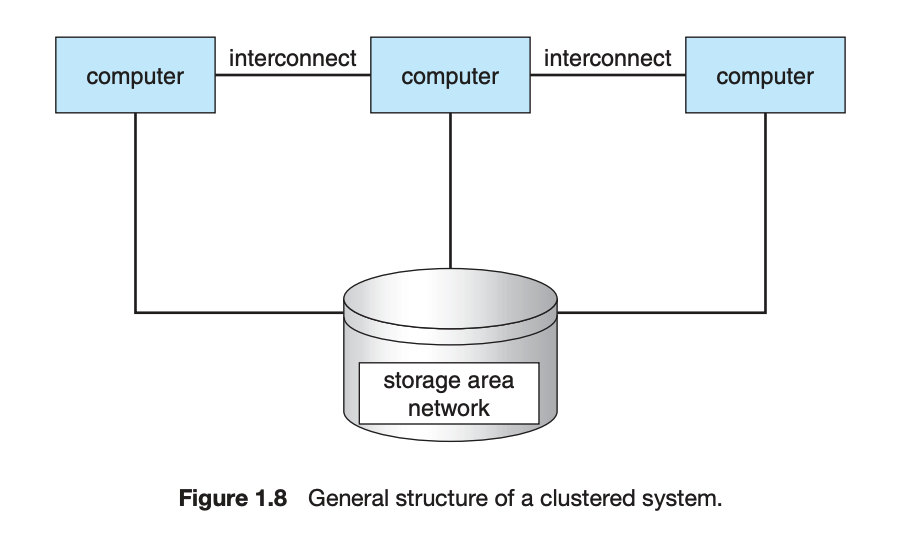 computer interconnect computer interconnect computer
storage area
network
Figure 1.8 General structure of a clustered system.